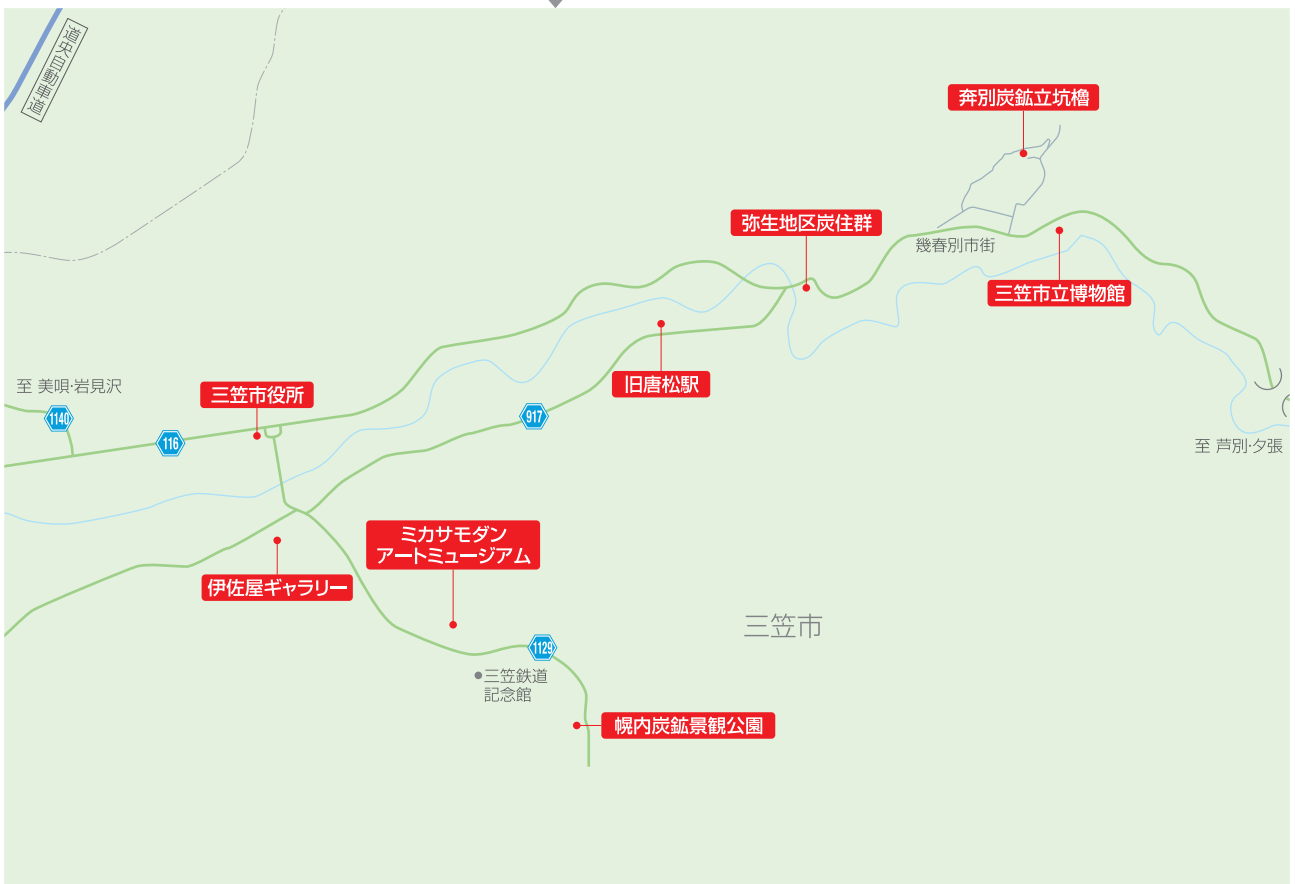 道央自動車道
奔別炭鉱立坑櫓
弥生地区炭住群
幾春別市街
三笠市立博物館
旧唐松駅
至 美唄・岩見沢
三笠市役所
1140
116
917
至 芦別・夕張
ミカサモダン
アートミュージアム
伊佐屋ギャラリー
三笠市
1129
三笠鉄道
記念館
幌内炭鉱景観公園